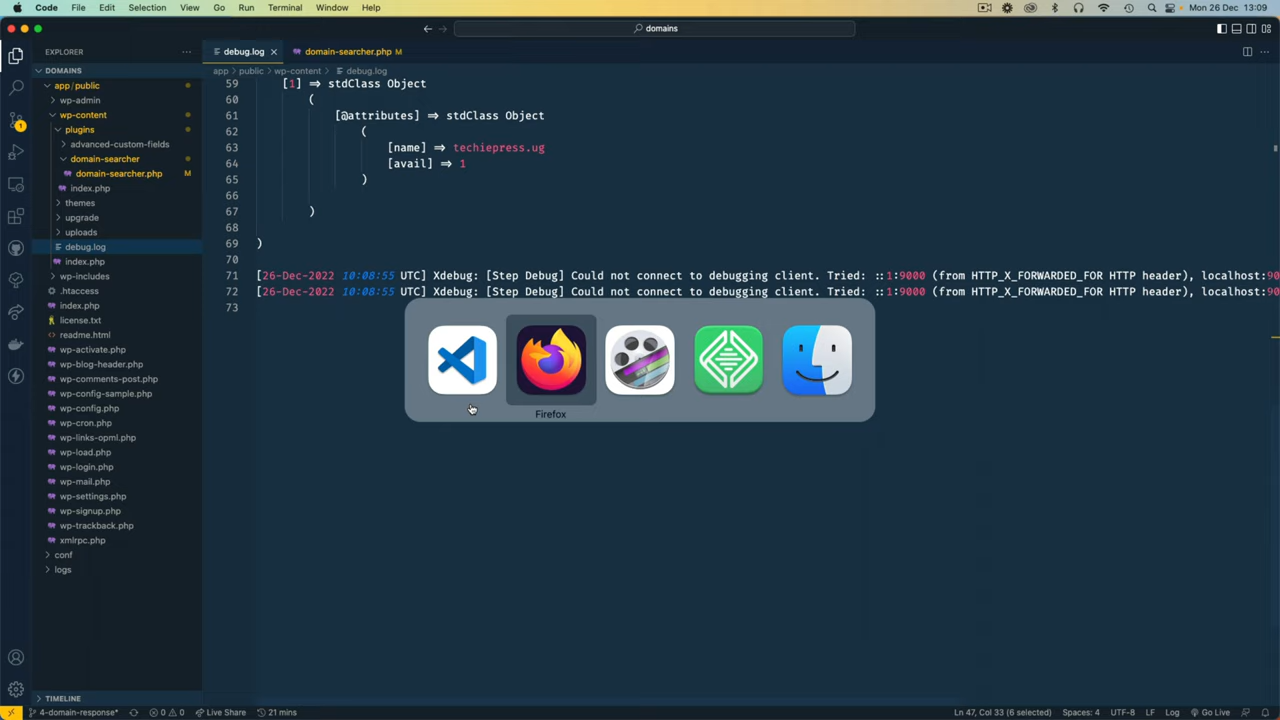 Code File Edit Selection View Go Run Terminal Window Help Mon 26 Dec 13:09
domains
EXPLORER
debug.log
domain-searcher.php M
DOMAINS
app > public > wp-content > debug.log
app/public
wp-admin
wp-content
plugins
advanced-custom-fields
domain-searcher
domain-searcher.php M
index.php
themes
upgrade
uploads
debug.log
index.php
wp-includes
.htaccess
index.php
license.txt
readme.html
wp-activate.php
wp-blog-header.php
wp-comments-post.php
wp-config-sample.php
wp-config.php
wp-cron.php
wp-links-opml.php
wp-load.php
wp-login.php
wp-mail.php
wp-settings.php
wp-signup.php
wp-trackback.php
xmlrpc.php
conf
logs
TIMELINE
59 [1] => stdClass Object
60 (
61 [@attributes] => stdClass Object
62 (
63 [name] => techiepress.ug
64 [avail] => 1
65 )
66
67 )
68
69 )
70
71 [26-Dec-2022 10:08:55 UTC] Xdebug: [Step Debug] Could not connect to debugging client. Tried: ::1:9000 (from HTTP_X_FORWARDED_FOR HTTP header), localhost:90
72 [26-Dec-2022 10:08:55 UTC] Xdebug: [Step Debug] Could not connect to debugging client. Tried: ::1:9000 (from HTTP_X_FORWARDED_FOR HTTP header), localhost:90
73
Firefox
4-domain-response* 0 0 Live Share 21 mins Ln 47, Col 33 (6 selected) Spaces: 4 UTF-8 LF Log Go Live